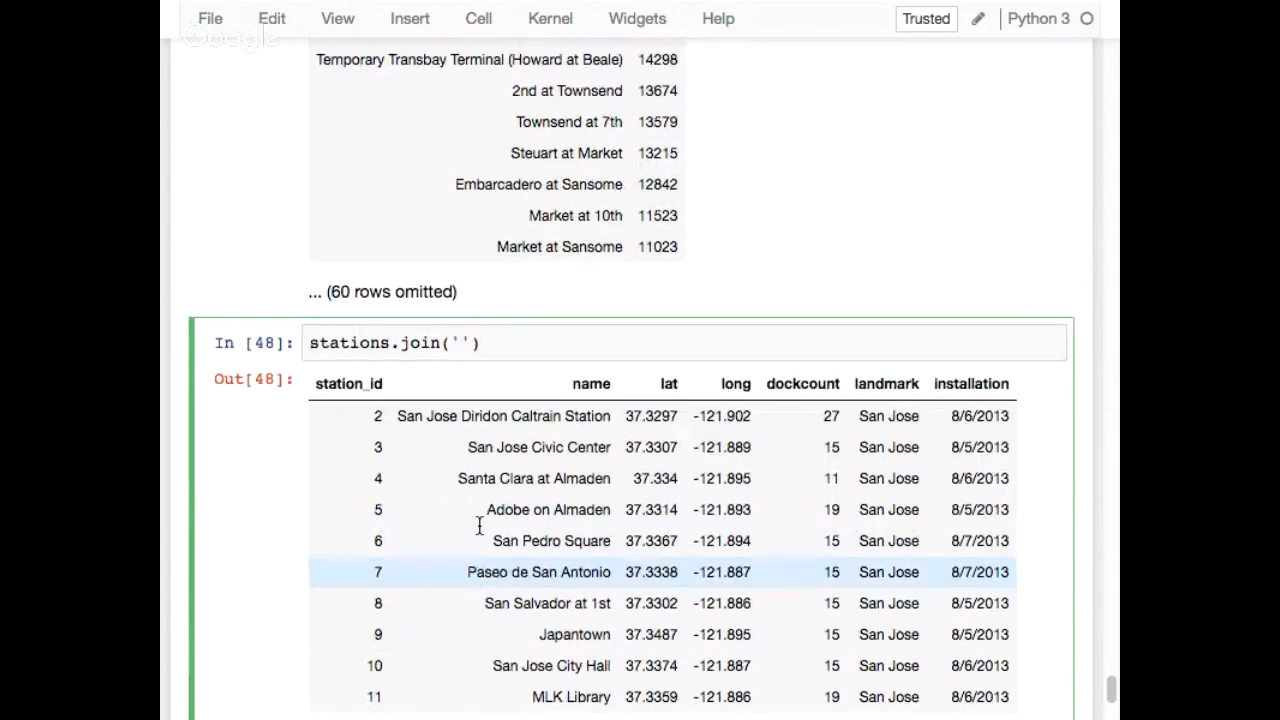 File Edit View Insert Cell Kernel Widgets Help Trusted Python 3
Google
Temporary Transbay Terminal (Howard at Beale) 14298
2nd at Townsend 13674
Townsend at 7th 13579
Steuart at Market 13215
Embarcadero at Sansome 12842
Market at 10th 11523
Market at Sansome 11023
... (60 rows omitted)
In [48]: stations.join('')
Out[48]: station_id name lat long dockcount landmark installation
2 San Jose Diridon Caltrain Station 37.3297 -121.902 27 San Jose 8/6/2013
3 San Jose Civic Center 37.3307 -121.889 15 San Jose 8/5/2013
4 Santa Clara at Almaden 37.334 -121.895 11 San Jose 8/6/2013
5 Adobe on Almaden 37.3314 -121.893 19 San Jose 8/5/2013
6 San Pedro Square 37.3367 -121.894 15 San Jose 8/7/2013
7 Paseo de San Antonio 37.3338 -121.887 15 San Jose 8/7/2013
8 San Salvador at 1st 37.3302 -121.886 15 San Jose 8/5/2013
9 Japantown 37.3487 -121.895 15 San Jose 8/5/2013
10 San Jose City Hall 37.3374 -121.887 15 San Jose 8/6/2013
11 MLK Library 37.3359 -121.886 19 San Jose 8/6/2013